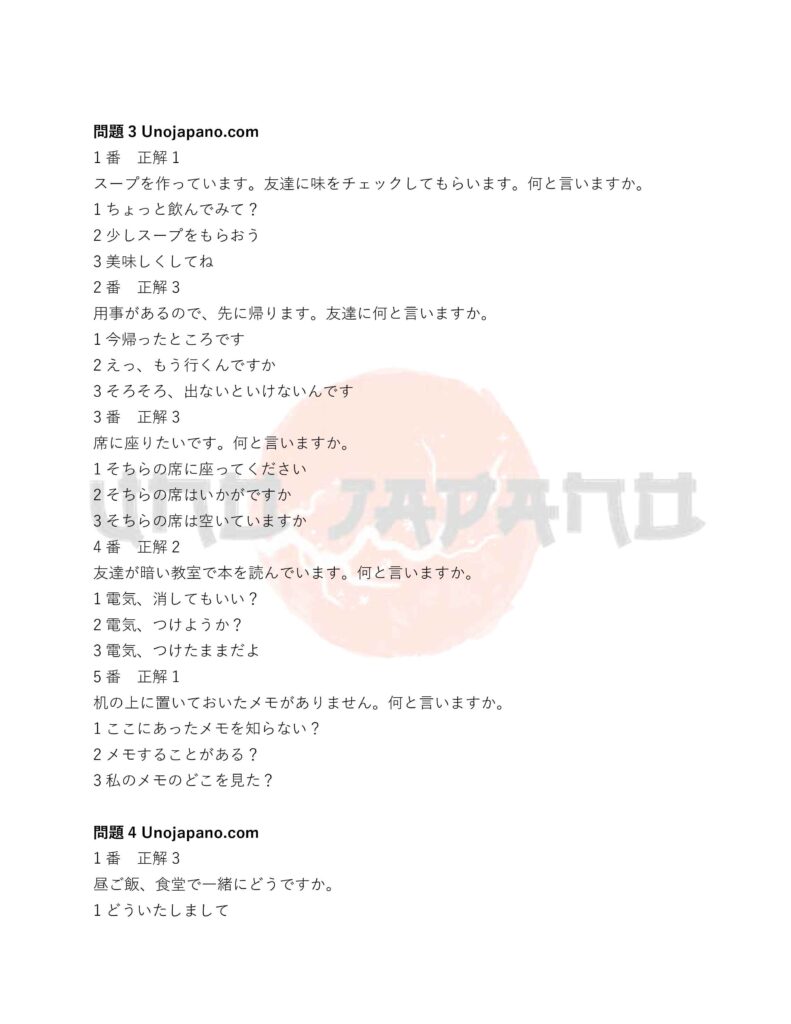 問題 3 Unojapano.com
1 番　正解 1
スープを作っています。友達に味をチェックしてもらいます。何と言いますか。
1 ちょっと飲んでみて？
2 少しスープをもらおう
3 美味しくしてね
2 番　正解 3
用事があるので、先に帰ります。友達に何と言いますか。
1 今帰ったところです
2 えっ、もう行くんですか
3 そろそろ、出ないといけないんです
3 番　正解 3
席に座りたいです。何と言いますか。
1 そちらの席に座ってください
2 そちらの席はいかがですか
3 そちらの席は空いていますか
UNO JAPANO
4 番　正解 2
友達が暗い教室で本を読んでいます。何と言いますか。
1 電気、消してもいい？
2 電気、つけようか？
3 電気、つけたままだよ
5 番　正解 1
机の上に置いておいたメモがありません。何と言いますか。
1 ここにあったメモを知らない？
2 メモすることがある？
3 私のメモのどこを見た？
問題 4 Unojapano.com
1 番　正解 3
昼ご飯、食堂で一緒にどうですか。
1 どういたしまして